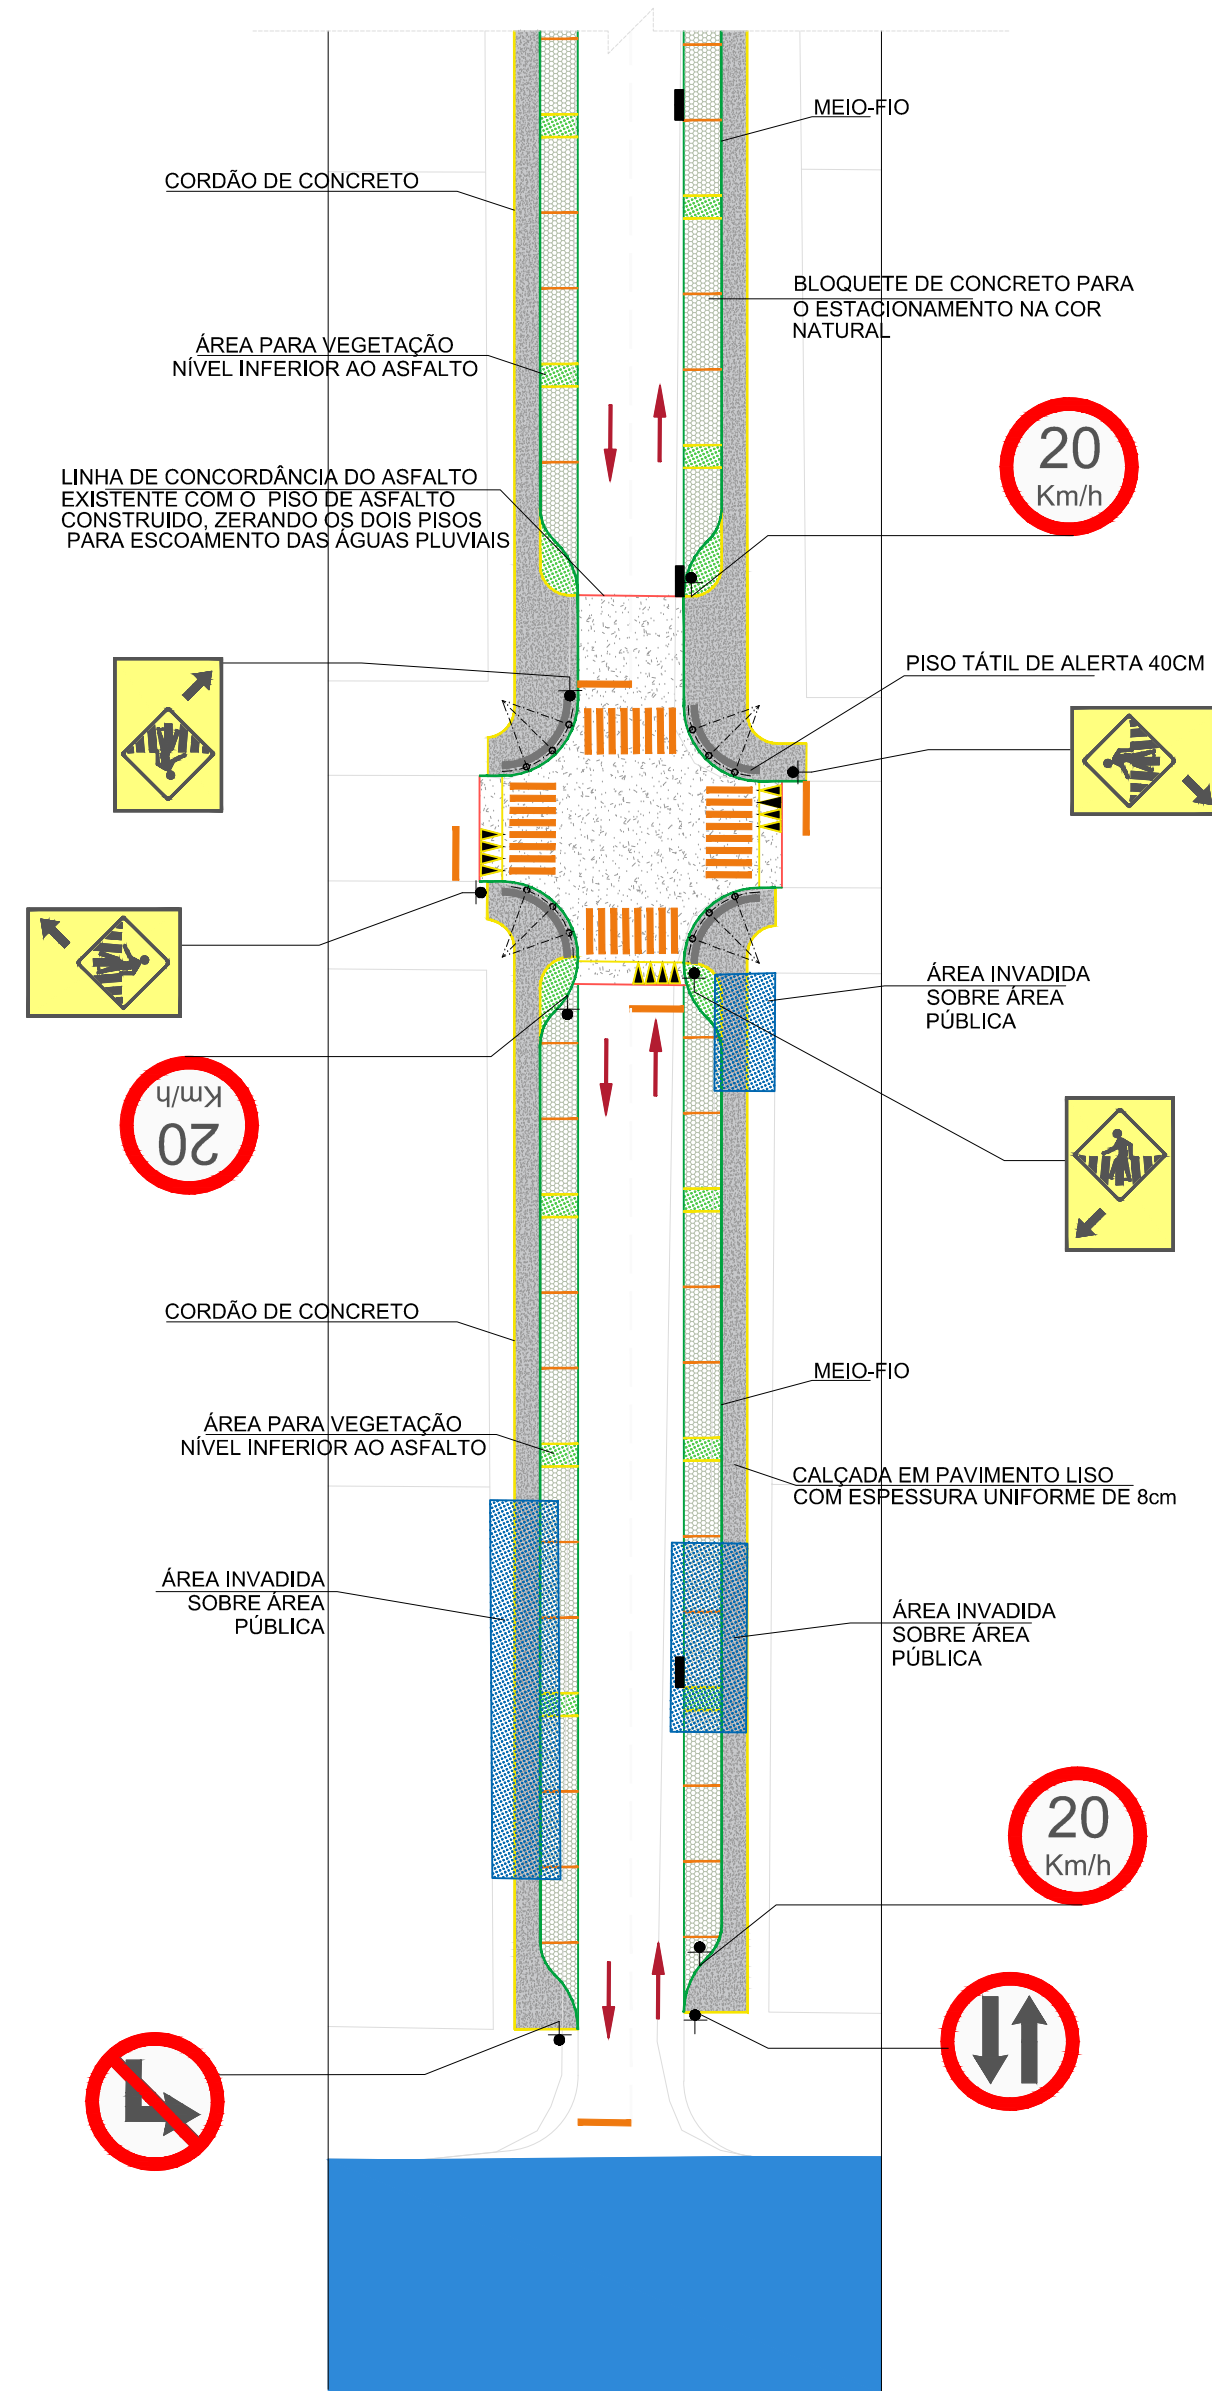 MEIO-FIO
CORDÃO DE CONCRETO
BLOQUETE DE CONCRETO PARA
O ESTACIONAMENTO NA COR
NATURAL
ÁREA PARA VEGETAÇÃO
NÍVEL INFERIOR AO ASFALTO
20
Km/h
LINHA DE CONCORDÂNCIA DO ASFALTO
EXISTENTE COM O PISO DE ASFALTO
CONSTRUIDO, ZERANDO OS DOIS PISOS
PARA ESCOAMENTO DAS ÁGUAS PLUVIAIS
PISO TÁTIL DE ALERTA 40CM
ÁREA INVADIDA
SOBRE ÁREA
PÚBLICA
20
Km/h
CORDÃO DE CONCRETO
MEIO-FIO
ÁREA PARA VEGETAÇÃO
NÍVEL INFERIOR AO ASFALTO
CALÇADA EM PAVIMENTO LISO
COM ESPESSURA UNIFORME DE 8cm
ÁREA INVADIDA
SOBRE ÁREA
PÚBLICA
ÁREA INVADIDA
SOBRE ÁREA
PÚBLICA
20
Km/h